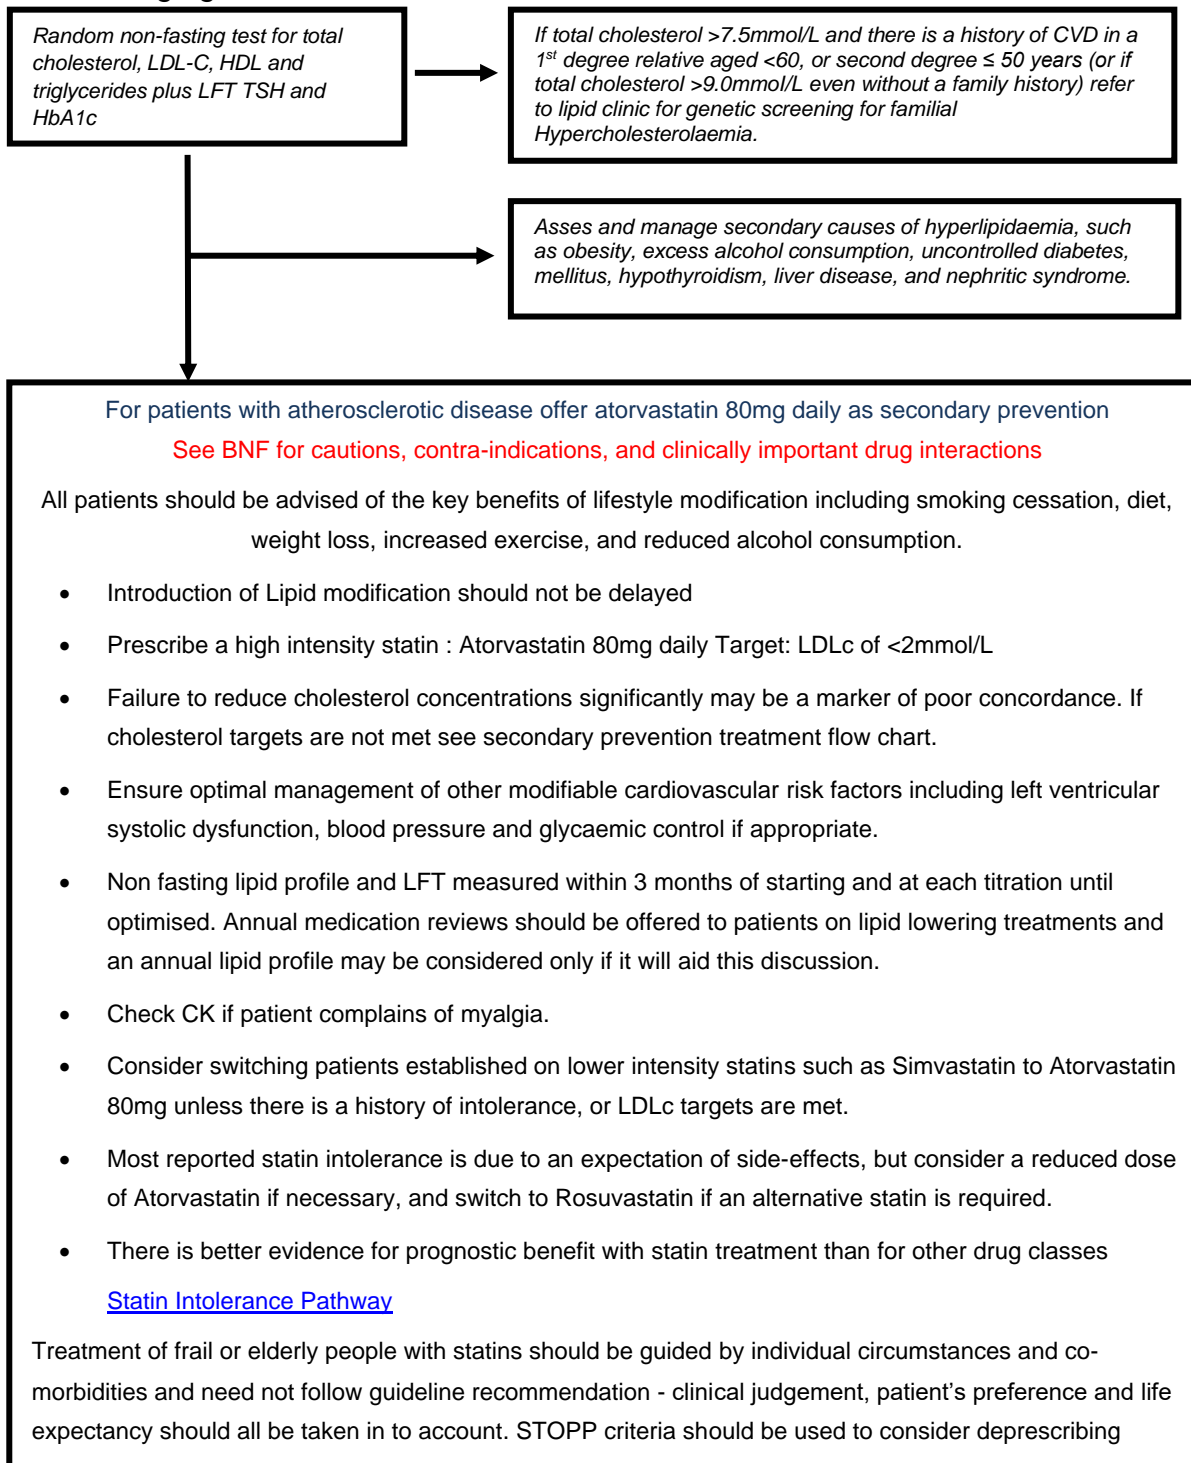 Random non-fasting test for total
cholesterol, LDL-C, HDL and
triglycerides plus LFT TSH and
HbA1c
If total cholesterol >7.5mmol/L and there is a history of CVD in a
1st degree relative aged <60, or second degree ≤ 50 years (or if
total cholesterol >9.0mmol/L even without a family history) refer
to lipid clinic for genetic screening for familial
Hypercholesterolaemia.
Asses and manage secondary causes of hyperlipidaemia, such
as obesity, excess alcohol consumption, uncontrolled diabetes,
mellitus, hypothyroidism, liver disease, and nephritic syndrome.
For patients with atherosclerotic disease offer atorvastatin 80mg daily as secondary prevention
See BNF for cautions, contra-indications, and clinically important drug interactions
All patients should be advised of the key benefits of lifestyle modification including smoking cessation, diet,
weight loss, increased exercise, and reduced alcohol consumption.
• Introduction of Lipid modification should not be delayed
• Prescribe a high intensity statin : Atorvastatin 80mg daily Target: LDLc of <2mmol/L
• Failure to reduce cholesterol concentrations significantly may be a marker of poor concordance. If
cholesterol targets are not met see secondary prevention treatment flow chart.
• Ensure optimal management of other modifiable cardiovascular risk factors including left ventricular
systolic dysfunction, blood pressure and glycaemic control if appropriate.
• Non fasting lipid profile and LFT measured within 3 months of starting and at each titration until
optimised. Annual medication reviews should be offered to patients on lipid lowering treatments and
an annual lipid profile may be considered only if it will aid this discussion.
• Check CK if patient complains of myalgia.
• Consider switching patients established on lower intensity statins such as Simvastatin to Atorvastatin
80mg unless there is a history of intolerance, or LDLc targets are met.
• Most reported statin intolerance is due to an expectation of side-effects, but consider a reduced dose
of Atorvastatin if necessary, and switch to Rosuvastatin if an alternative statin is required.
• There is better evidence for prognostic benefit with statin treatment than for other drug classes
Statin Intolerance Pathway
Treatment of frail or elderly people with statins should be guided by individual circumstances and co-
morbidities and need not follow guideline recommendation - clinical judgement, patient's preference and life
expectancy should all be taken in to account. STOPP criteria should be used to consider deprescribing